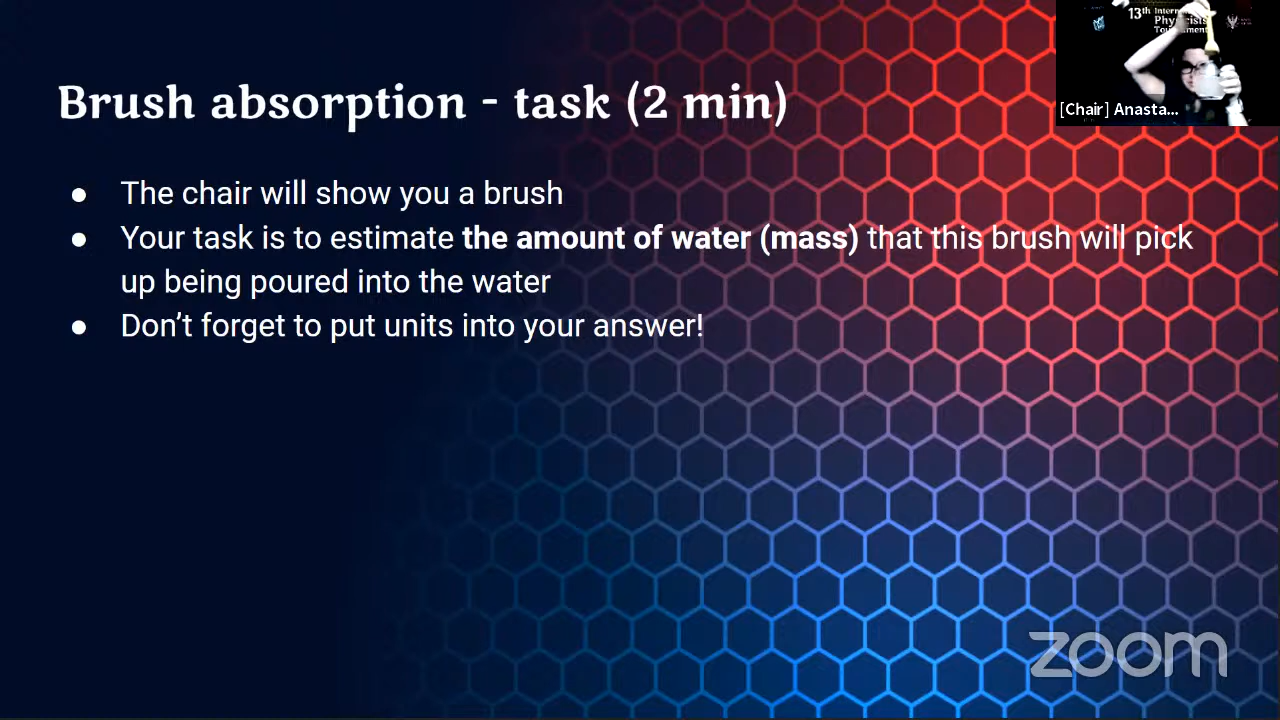 Brush absorption - task (2 min)
● The chair will show you a brush
● Your task is to estimate the amount of water (mass) that this brush will pick
up being poured into the water
● Don't forget to put units into your answer!
13th
[Chair] Anasta...
zoom